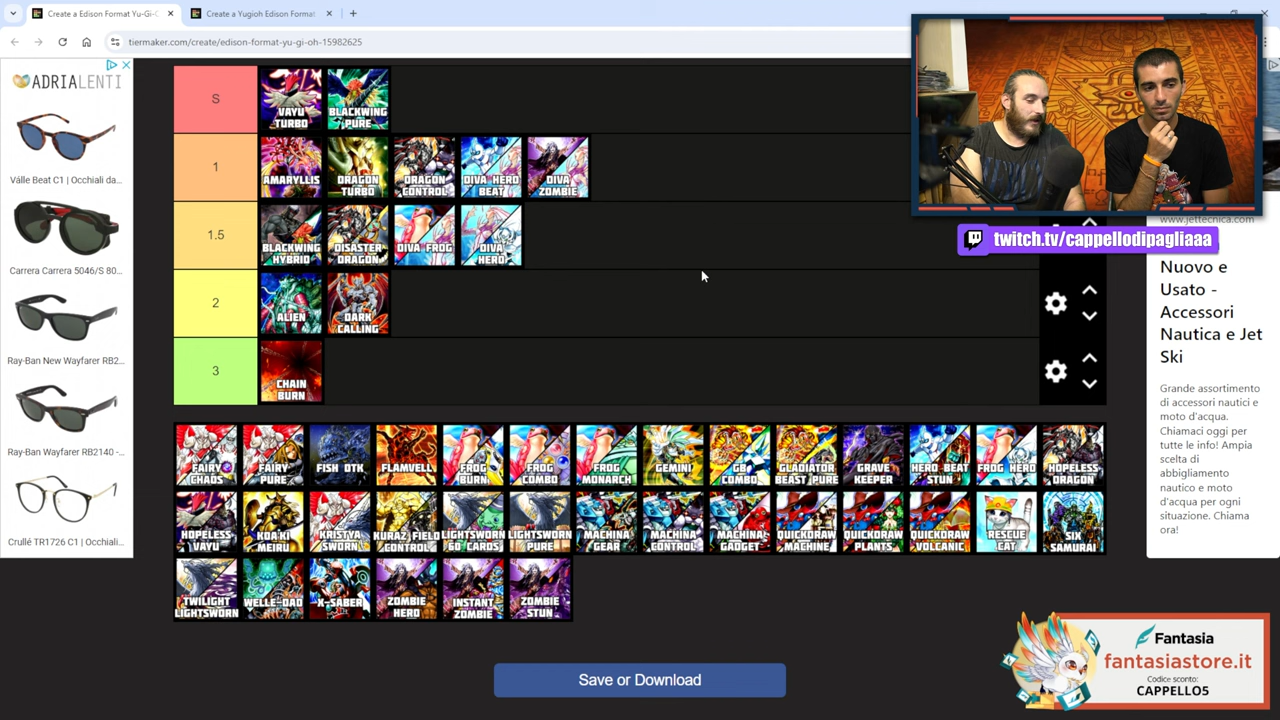 Create a Edison Format Yu-Gi-O
Create a Yugioh Edison Format
tiermaker.com/create/edison-format-yu-gi-oh-15982625
ADRIALENTI
Válle Beat C1 | Occhiali da...
Carrera Carrera 5046/S 80...
Ray-Ban New Wayfarer RB2...
Ray-Ban Wayfarer RB2140 -...
Crullé TR1726 C1 | Occhiali...
S
VAYU TURBO
BLACKWING PURE
1
AMARYLLIS
DRAGON TURBO
DRAGON CONTROL
DIVA HERO BEAT
DIVA ZOMBIE
1.5
BLACKWING HYBRID
DISASTER DRAGON
DIVA FROG
DIVA HERO
2
ALIEN
DARK CALLING
3
CHAIN BURN
FAIRY CHAOS
FAIRY PURE
FISH OTK
FLAMVELL
FROG BURN
FROG COMBO
FROG MONARCH
GEMINI
GB COMBO
GLADIATOR BEAST PURE
GRAVE KEEPER
HERO BEAT STUN
FROG HERO
HOPELESS DRAGON
HOPELESS VAYU
KOA'KI MEIRU
KRISTYA SWORN
KURAZ FIELD CONTROL
LIGHTSWORN 60 CARDS
LIGHTSWORN PURE
MACHINA GEAR
MACHINA CONTROL
MACHINA GADGET
QUICKDRAW MACHINE
QUICKDRAW PLANTS
QUICKDRAW VOLCANIC
RESCUE CAT
SIX SAMURAI
TWILIGHT LIGHTSWORN
WELLE-DAD
X-SABER
ZOMBIE HERO
INSTANT ZOMBIE
ZOMBIE STUN
Save or Download
twitch.tv/cappellodipagliaaa
www.jettecnica.com
Nuovo e
Usato -
Accessori
Nautica e Jet
Ski
Grande assortimento
di accessori nautici e
moto d'acqua.
Chiamaci oggi per
tutte le info! Ampia
scelta di
abbigliamento
nautico e moto
d'acqua per ogni
situazione. Chiama
ora!
Fantasia
fantasiastore.it
Codice sconto:
CAPPELLO5